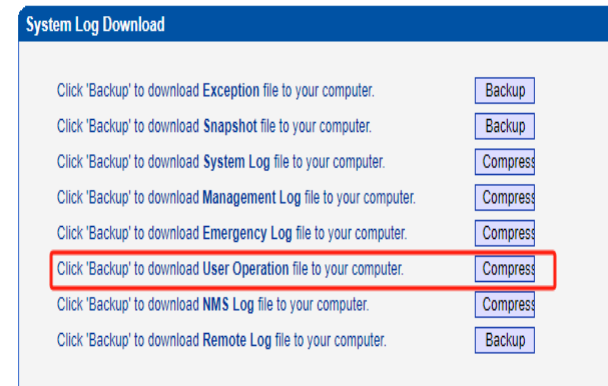 System Log Download
Click 'Backup' to download Exception file to your computer. Backup
Click 'Backup' to download Snapshot file to your computer. Backup
Click 'Backup' to download System Log file to your computer. Compress
Click 'Backup' to download Management Log file to your computer. Compress
Click 'Backup' to download Emergency Log file to your computer. Compress
Click 'Backup' to download User Operation file to your computer. Compress
Click 'Backup' to download NMS Log file to your computer. Compress
Click 'Backup' to download Remote Log file to your computer. Backup